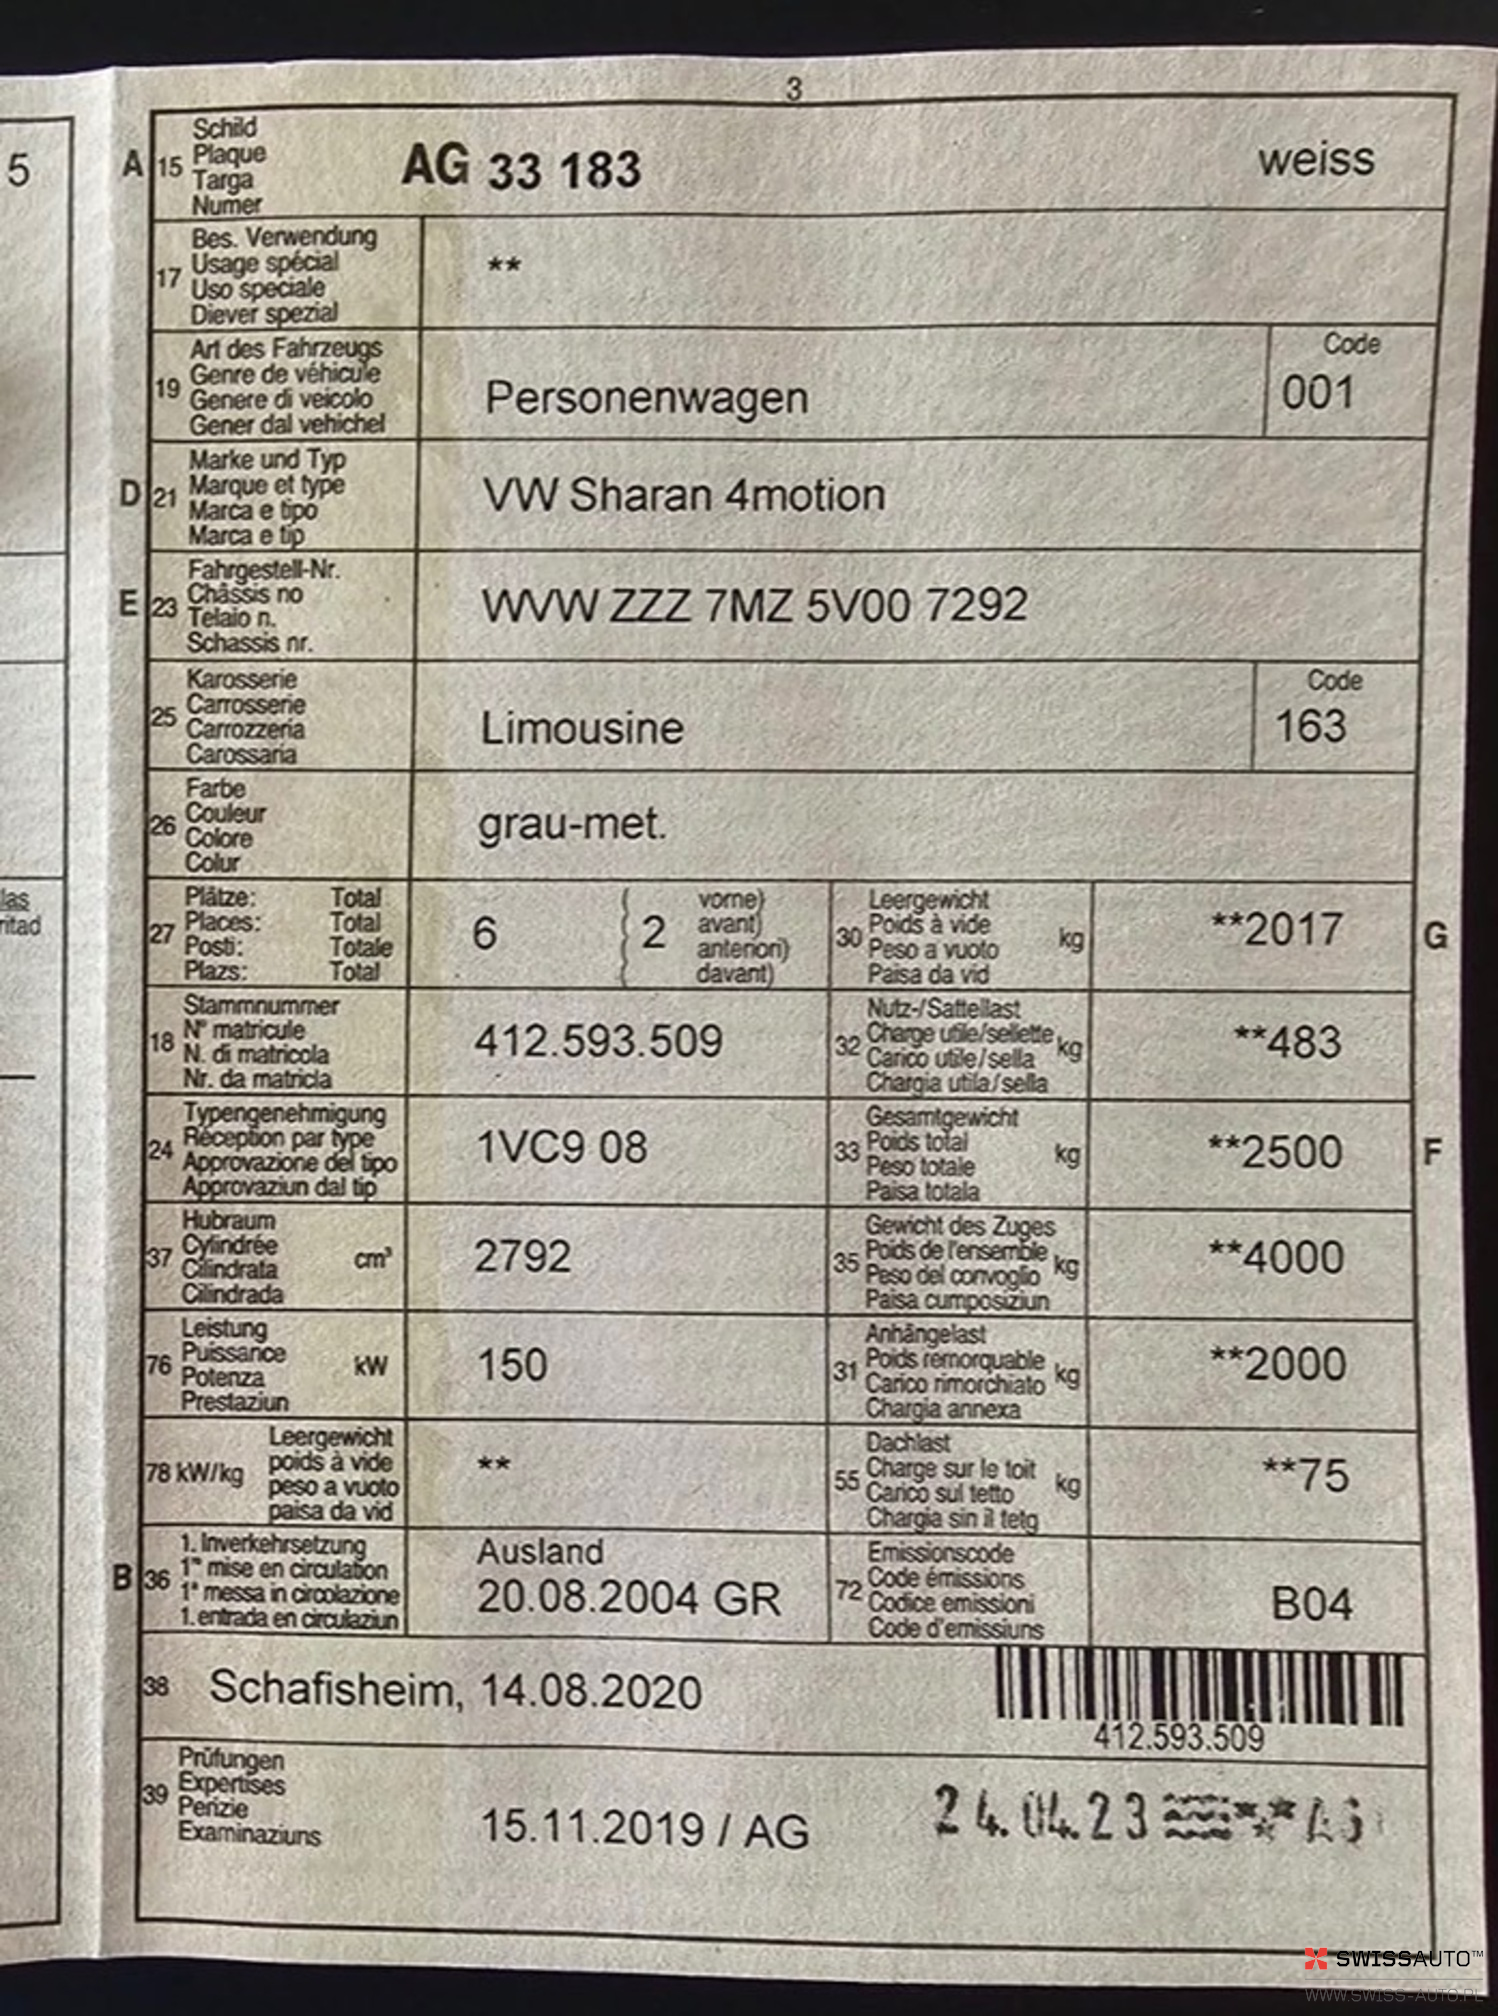 3
5
A 15 Schild
Plaque
Targa
Numer
AG 33 183 weiss
17 Bes. Verwendung
Usage spécial
Uso speciale
Diever spezial
**
19 Art des Fahrzeugs
Genre de véhicule
Genere di veicolo
Gener dal vehichel
Personenwagen
Code
001
D 21 Marke und Typ
Marque et type
Marca e tipo
Marca e tip
VW Sharan 4motion
E 23 Fahrgestell-Nr.
Châssis no
Telaio n.
Schassis nr.
WVW ZZZ 7MZ 5V00 7292
25 Karosserie
Carrosserie
Carrozzeria
Carossaria
Limousine
Code
163
26 Farbe
Couleur
Colore
Colur
grau-met.
las
ritad
27 Plätze: Total
Places: Total
Posti: Totale
Plazs: Total
6 ( 2 vorne)
avant)
anteriori)
davant)
30 Leergewicht
Poids à vide
Peso a vuoto
Paisa da vid
kg **2017 G
18 Stammnummer
N° matricule
N. di matricola
Nr. da matricla
412.593.509
32 Nutz-/Sattellast
Charge utile/sellette
Carico utile/sella
Chargia utila/sella
kg **483
24 Typengenehmigung
Réception par type
Approvazione del tipo
Approvaziun dal tip
1VC9 08
33 Gesamtgewicht
Poids total
Peso totale
Paisa totala
kg **2500 F
37 Hubraum
Cylindrée
Cilindrata
Cilindrada
cm³ 2792
35 Gewicht des Zuges
Poids de l'ensemble
Peso del convoglio
Paisa cumposiziun
kg **4000
76 Leistung
Puissance
Potenza
Prestaziun
kW 150
31 Anhängelast
Poids remorquable
Carico rimorchiato
Chargia annexa
kg **2000
78 kW/kg Leergewicht
poids à vide
peso a vuoto
paisa da vid
**
55 Dachlast
Charge sur le toit
Carico sul tetto
Chargia sin il tetg
kg **75
B 36 1. Inverkehrsetzung
1re mise en circulation
1a messa in circolazione
1. entrada en circulaziun
Ausland
20.08.2004 GR
72 Emissionscode
Code émissions
Codice emissioni
Code d'emissiuns
B04
38 Schafisheim, 14.08.2020
412.593.509
39 Prüfungen
Expertises
Perizie
Examinaziuns
15.11.2019 / AG
24.04.23 AG
SWISSAUTO™
WWW.SWISS-AUTO.PL